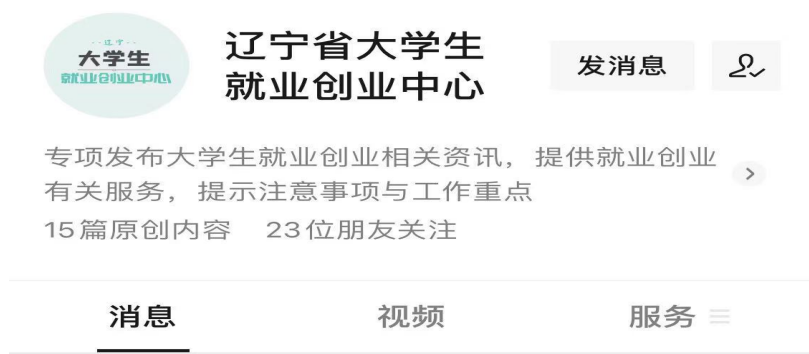 ·辽宁·
大学生
就业创业中心
辽宁省大学生
就业创业中心
发消息
专项发布大学生就业创业相关资讯，提供就业创业
有关服务，提示注意事项与工作重点
15篇原创内容 23位朋友关注
消息 视频 服务